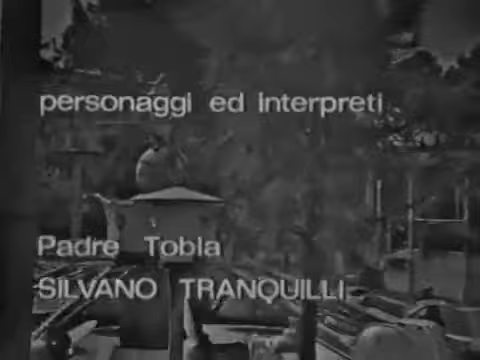 personaggi ed interpreti
Padre Tobia
SILVANO TRANQUILLI